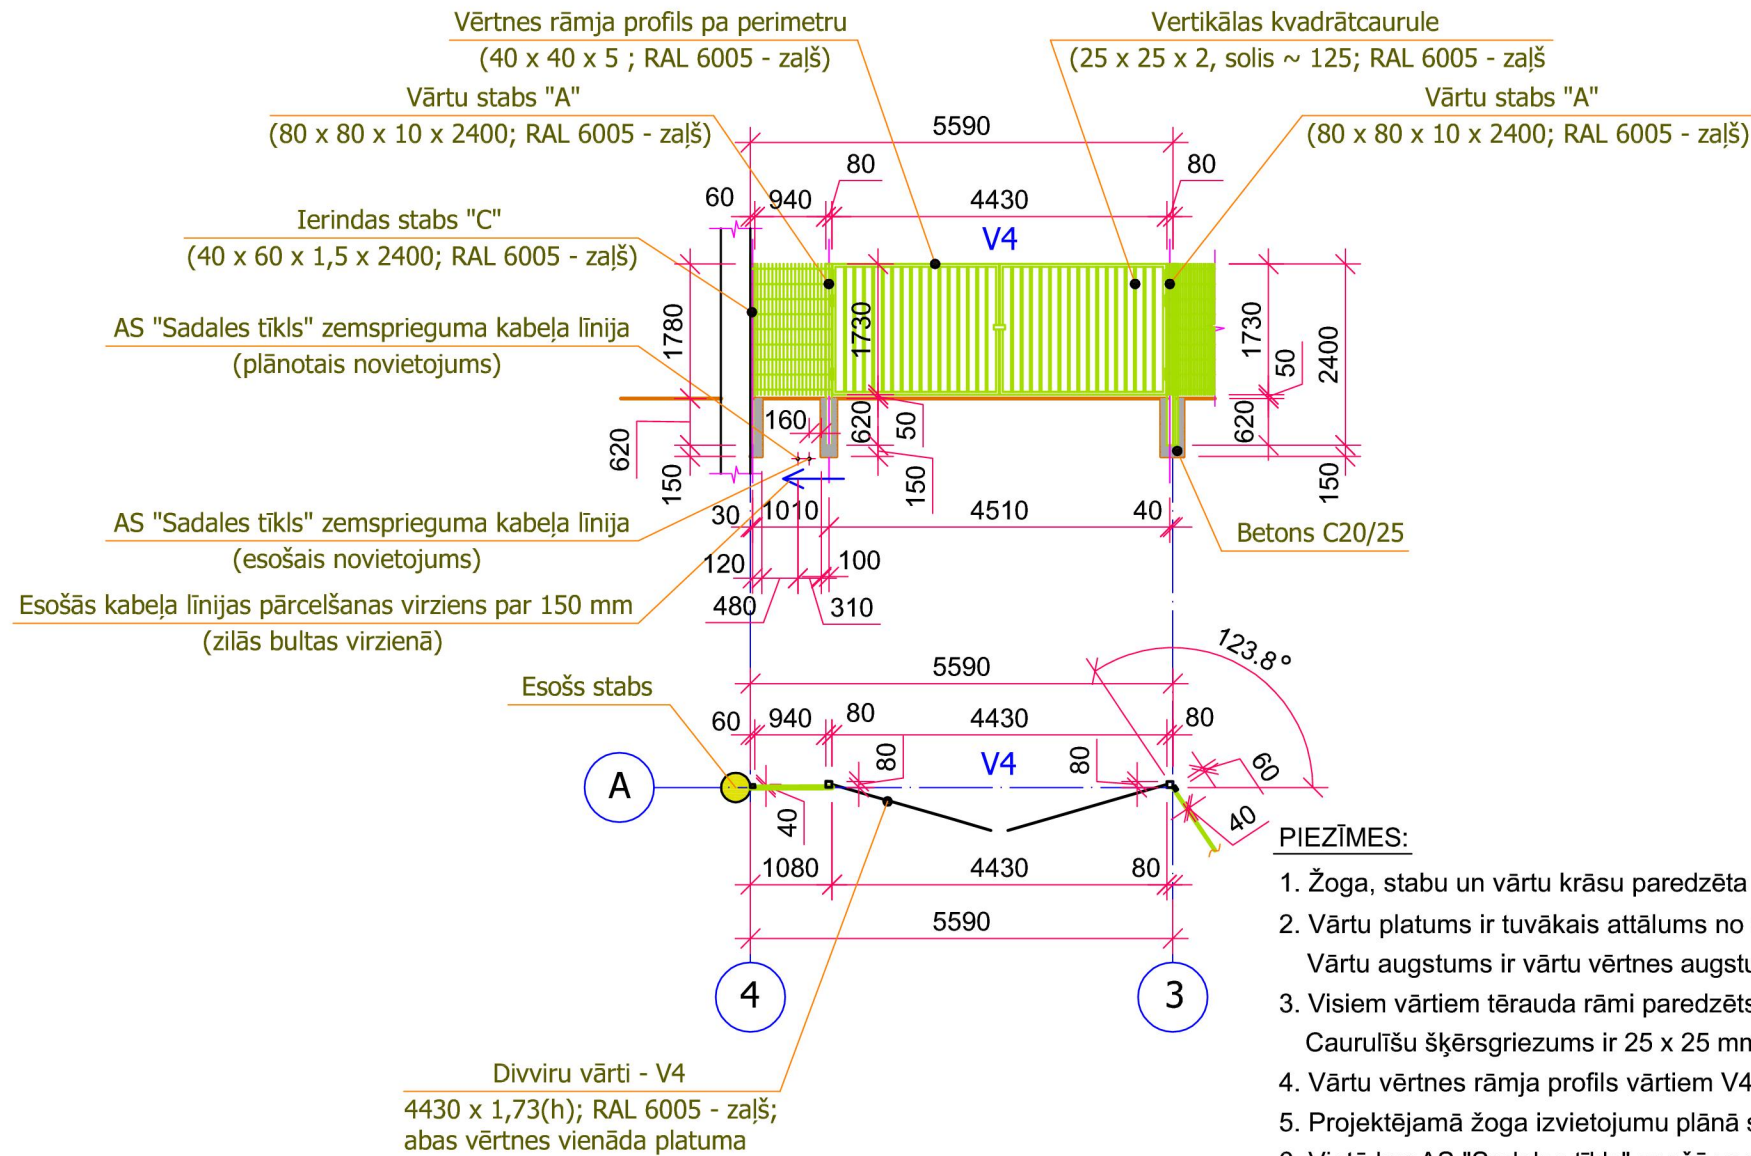 Vērtnes rāmja profils pa perimetru
(40 x 40 x 5 ; RAL 6005 - zaļš)
Vertikālas kvadrātcaurule
(25 x 25 x 2, solis ~ 125; RAL 6005 - zaļš
Vārtu stabs "A"
(80 x 80 x 10 x 2400; RAL 6005 - zaļš)
Vārtu stabs "A"
(80 x 80 x 10 x 2400; RAL 6005 - zaļš)
5590
80
80
60
940
4430
V4
Ierindas stabs "C"
(40 x 60 x 1,5 x 2400; RAL 6005 - zaļš)
AS "Sadales tīkls" zemsprieguma kabeļa līnija
(plānotais novietojums)
1780
1730
1730
50
2400
620
150
160
620
50
150
620
150
AS "Sadales tīkls" zemsprieguma kabeļa līnija
(esošais novietojums)
30
1010
4510
40
Betons C20/25
120
100
480
310
Esošās kabeļa līnijas pārcelšanas virziens par 150 mm
(zilās bultas virzienā)
5590
123.8°
Esošs stabs
60
940
80
4430
80
A
80
V4
80
60
40
40
1080
4430
80
5590
4
3
Divviru vārti - V4
4430 x 1,73(h); RAL 6005 - zaļš;
abas vērtnes vienāda platuma
PIEZĪMES:
1. Žoga, stabu un vārtu krāsu paredzēta
2. Vārtu platums ir tuvākais attālums no
Vārtu augstums ir vārtu vērtnes augstu
3. Visiem vārtiem tērauda rāmi paredzēts
Caurulīšu šķērsgriezums ir 25 x 25 mm
4. Vārtu vērtnes rāmja profils vārtiem V4
5. Projektējamā žoga izvietojumu plānā s